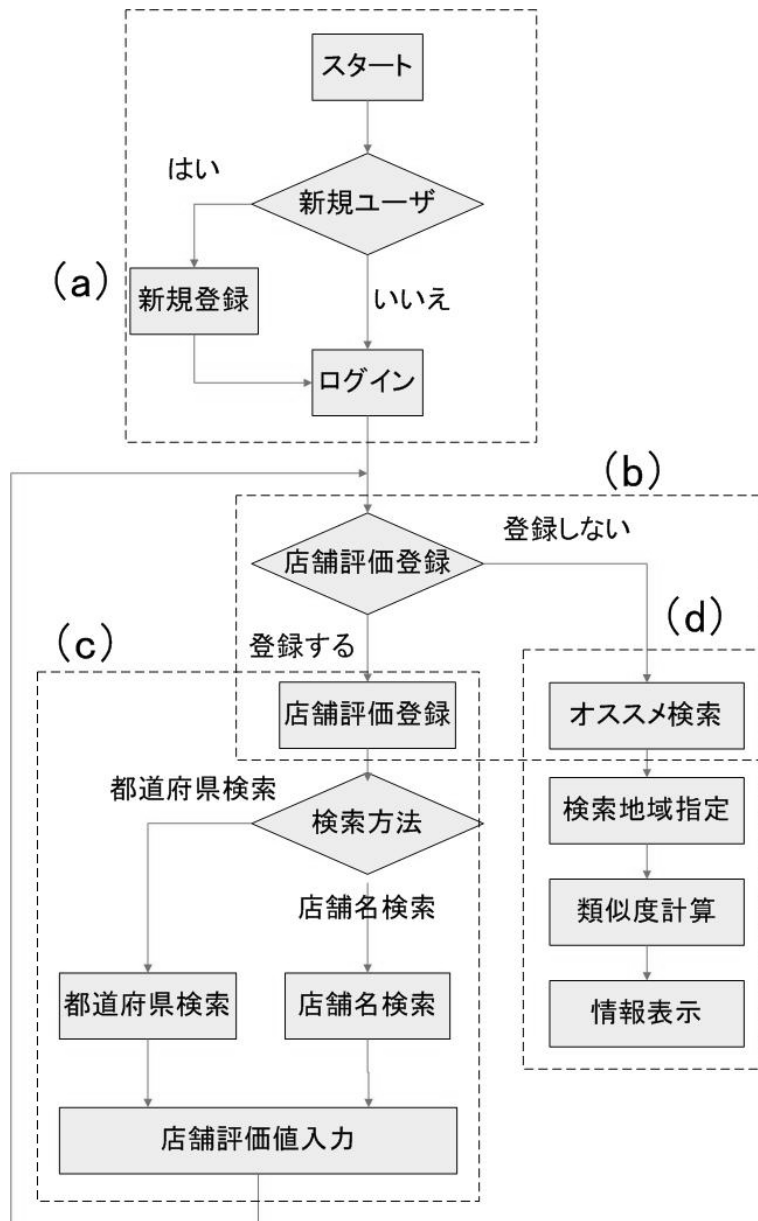 スタート
はい
新規ユーザ
(a)
新規登録
いいえ
ログイン
(b)
登録しない
店舗評価登録
(c)
登録する
(d)
店舗評価登録
オススメ検索
都道府県検索
検索方法
検索地域指定
店舗名検索
類似度計算
都道府県検索
店舗名検索
情報表示
店舗評価値入力